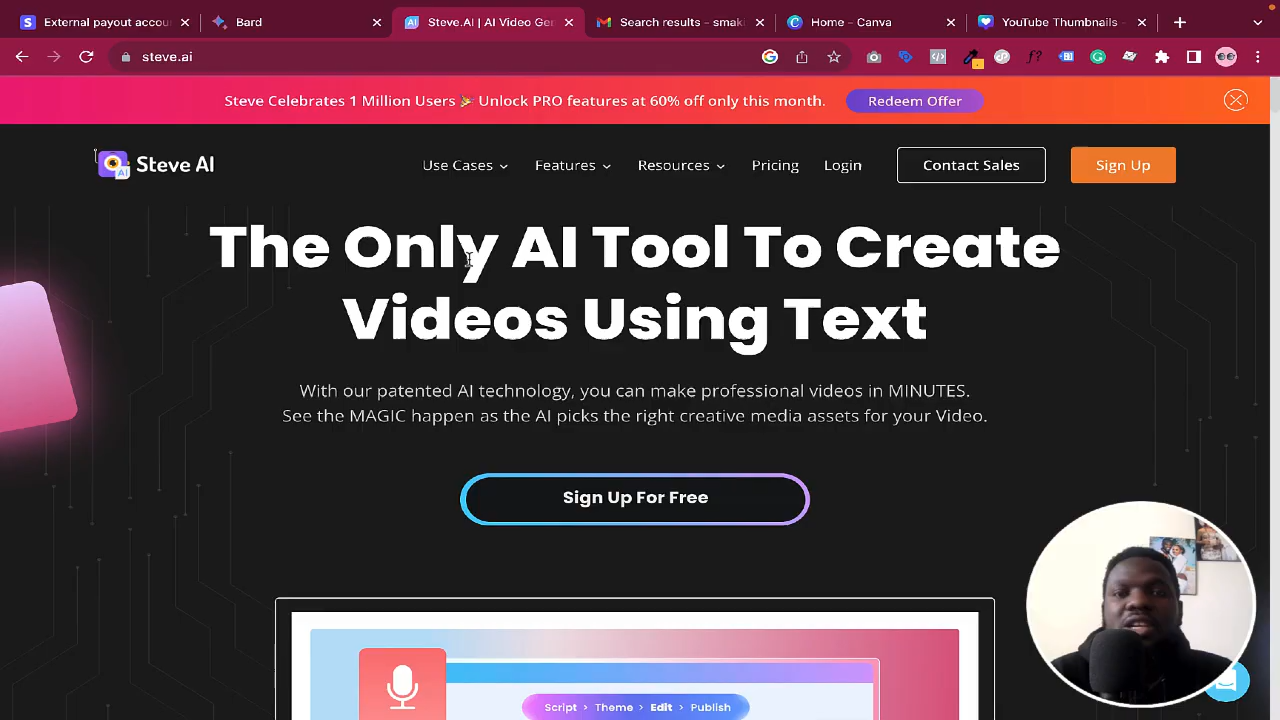 External payout accou
Bard
Steve.AI | AI Video Gen
Search results – smaki
Home – Canva
YouTube Thumbnails -
steve.ai
Steve Celebrates 1 Million Users 🎉 Unlock PRO features at 60% off only this month.
Redeem Offer
Steve AI
Use Cases
Features
Resources
Pricing
Login
Contact Sales
Sign Up
The Only AI Tool To Create
Videos Using Text
With our patented AI technology, you can make professional videos in MINUTES.
See the MAGIC happen as the AI picks the right creative media assets for your Video.
Sign Up For Free
Script > Theme > Edit > Publish